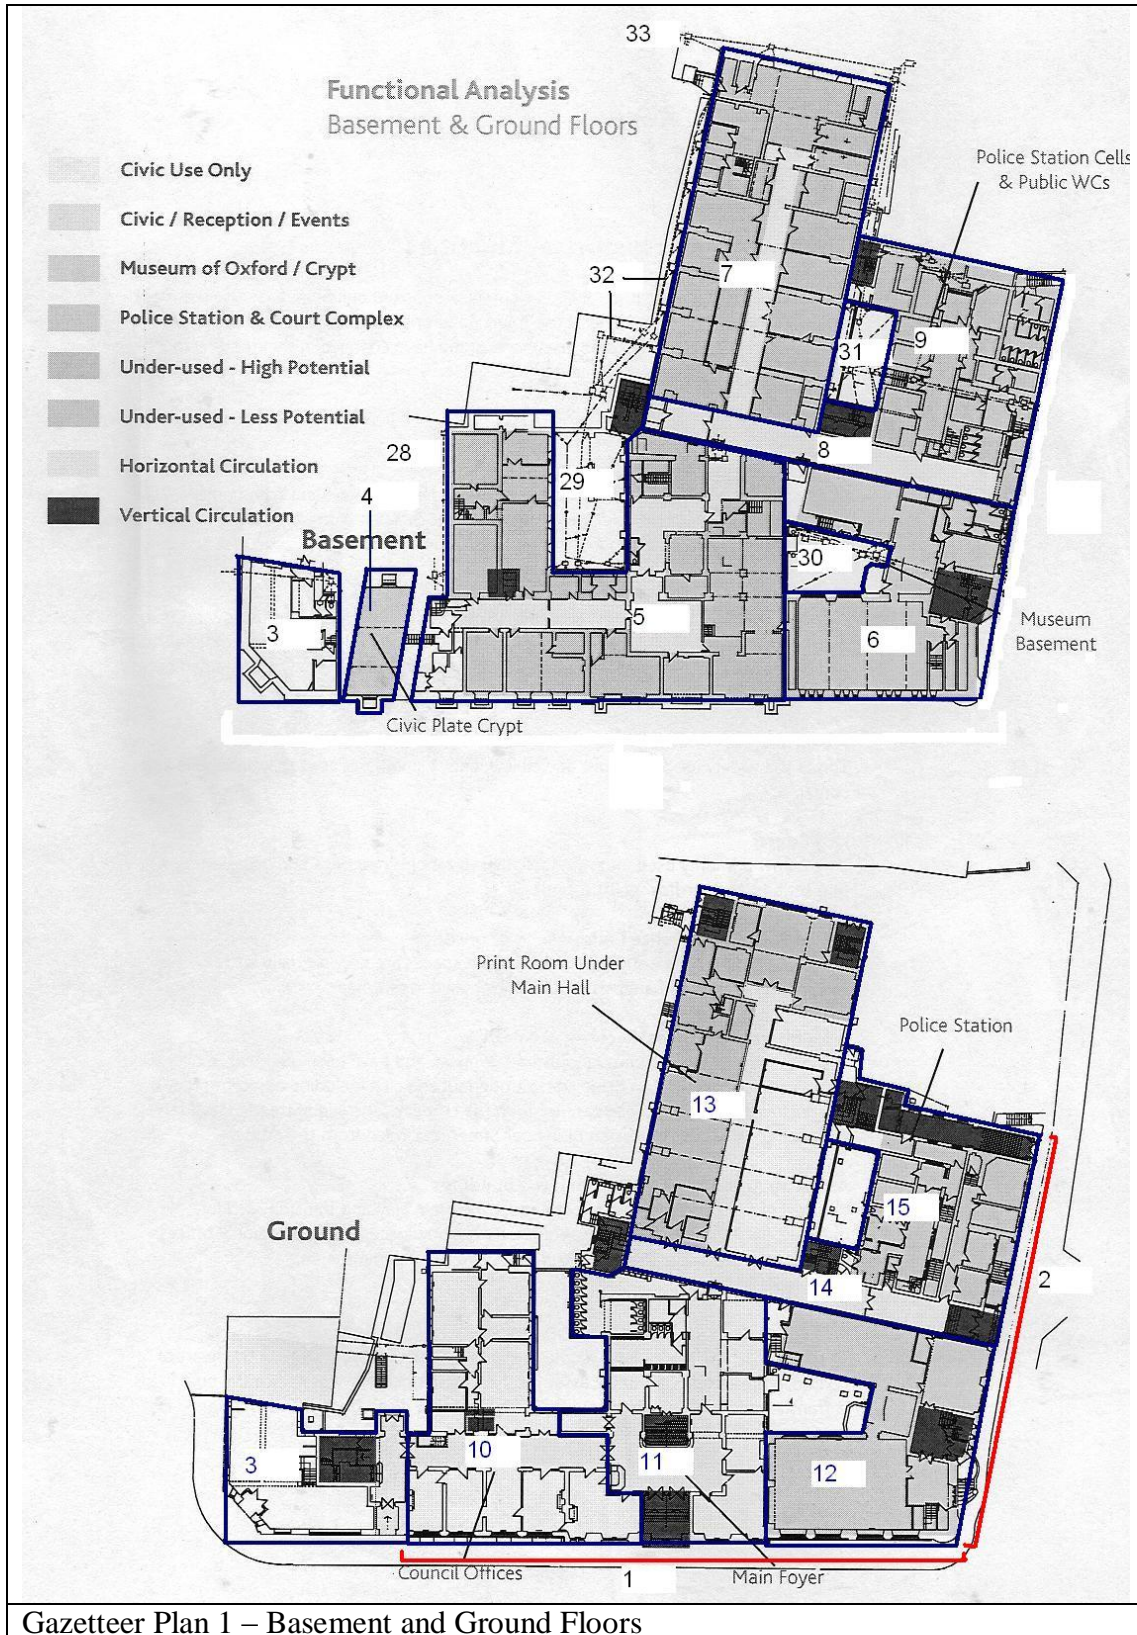 33
Functional Analysis
Basement & Ground Floors
Police Station Cells
& Public WCs
Civic Use Only
Civic / Reception / Events
Museum of Oxford / Crypt
Police Station & Court Complex
Under-used - High Potential
Under-used - Less Potential
Horizontal Circulation
Vertical Circulation
32
7
31
9
28
29
8
4
Basement
30
3
5
6
Museum
Basement
Civic Plate Crypt
Print Room Under
Main Hall
Police Station
13
15
Ground
14
2
3
10
11
12
Council Offices
1
Main Foyer
Gazetteer Plan 1 – Basement and Ground Floors